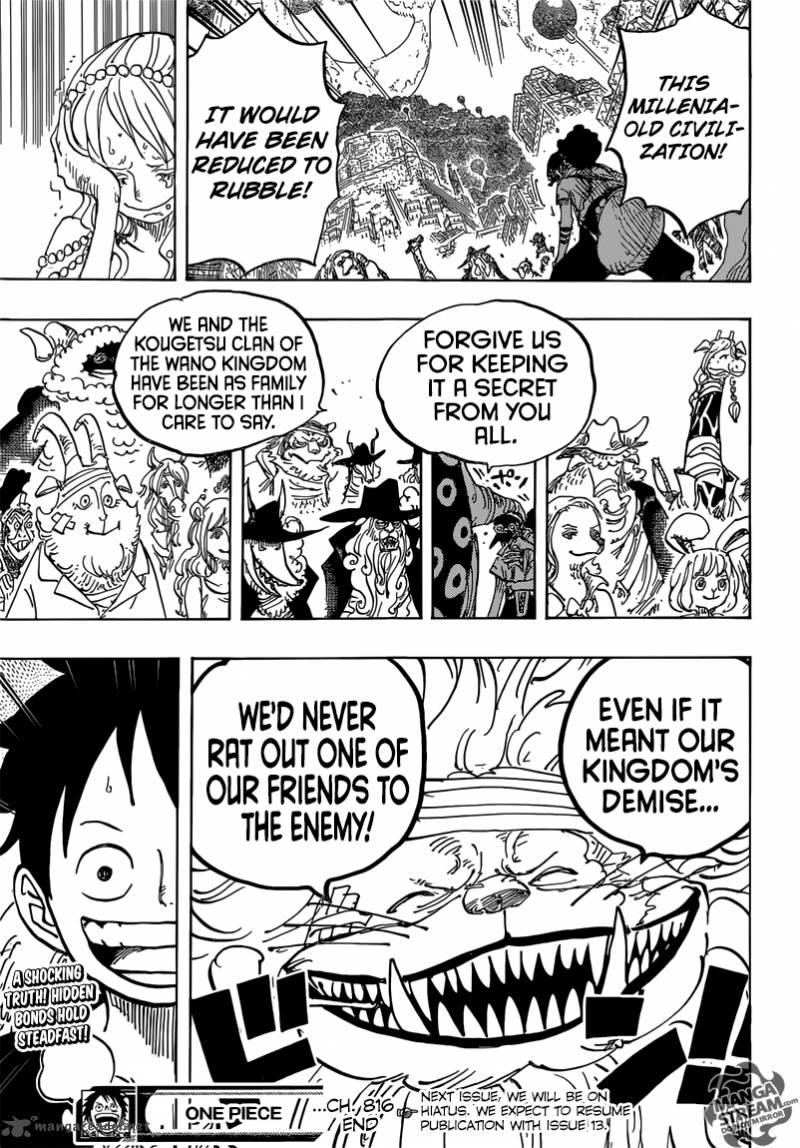 THIS
MILLENIA-
OLD CIVILI-
ZATION!
IT WOULD
HAVE BEEN
REDUCED TO
RUBBLE!
FORGIVE US
FOR KEEPING
IT A SECRET
FROM YOU
ALL.
WE AND THE
KOUGETSU CLAN OF
THE WANO KINGDOM
HAVE BEEN AS FAMILY
FOR LONGER THAN I
CARE TO SAY.
EVEN IF IT
MEANT OUR
KINGDOM'S
DEMISE...
WE'D NEVER
RAT OUT ONE OF
OUR FRIENDS TO
THE ENEMY!
A SHOCKING
TRUTH! HIDDEN
BONDS HOLD
STEADFAST!
ONE PIECE
...CH. 816
END
NEXT ISSUE, WE WILL BE ON
HIATUS. WE EXPECT TO RESUME
PUBLICATION WITH ISSUE 13.
MANGA
STREAM.COM
DO NOT MIRROR